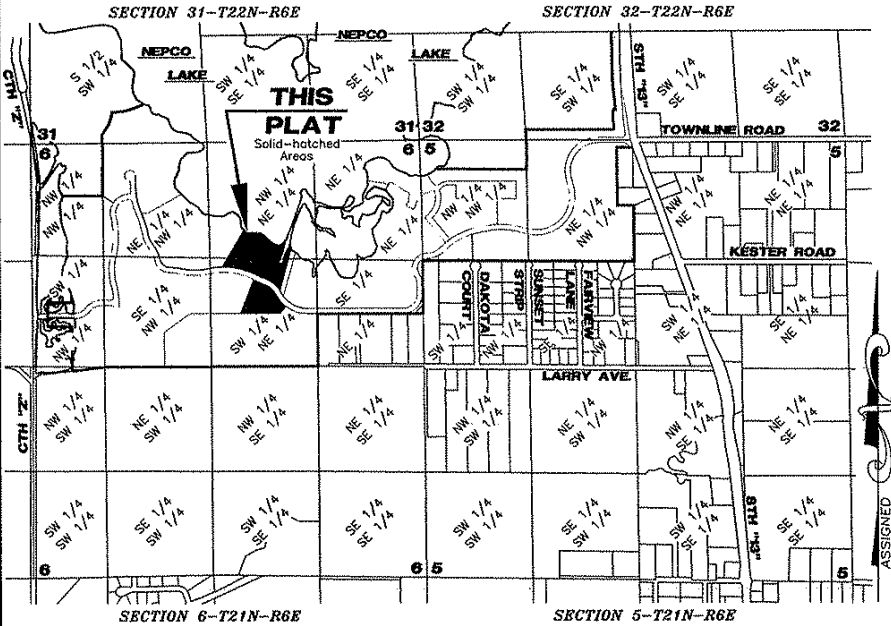 SECTION 31-T22N-R6E
SECTION 32-T22N-R6E
CTH "Z"
S 1/2
SW 1/4
NEPCO
LAKE
SW 1/4
SE 1/4
SE 1/4
SE 1/4
NEPCO
LAKE
SW 1/4
SW 1/4
SE 1/4
SW 1/4
STH "13"
SW 1/4
SE 1/4
SE 1/4
SE 1/4
THIS
PLAT
Solid-hatched
Areas
31
6
31 32
6 5
TOWNLINE ROAD
32
5
NW 1/4
NW 1/4
NE 1/4
NW 1/4
NW 1/4
NE 1/4
NE 1/4
NE 1/4
NW 1/4
NW 1/4
NE 1/4
NE 1/4
KESTER ROAD
SW 1/4
NW 1/4
SE 1/4
NW 1/4
SW 1/4
NE 1/4
SE 1/4
NE 1/4
SW 1/4
NW 1/4
SE 1/4
NW 1/4
SE 1/4
NE 1/4
COURT
DAKOTA
STRIP
SUNSET
LANE
FAIRVIEW
LARRY AVE.
CTH "Z"
NW 1/4
SW 1/4
NE 1/4
SW 1/4
NW 1/4
SE 1/4
NE 1/4
SE 1/4
NW 1/4
SW 1/4
NE 1/4
SW 1/4
NW 1/4
SE 1/4
NE 1/4
SE 1/4
SW 1/4
SW 1/4
SE 1/4
SW 1/4
SW 1/4
SE 1/4
SE 1/4
SE 1/4
SW 1/4
SW 1/4
SE 1/4
SW 1/4
SW 1/4
SE 1/4
SE 1/4
SE 1/4
STH "13"
ASSIGNED
6
6 5
5
SECTION 6-T21N-R6E
SECTION 5-T21N-R6E